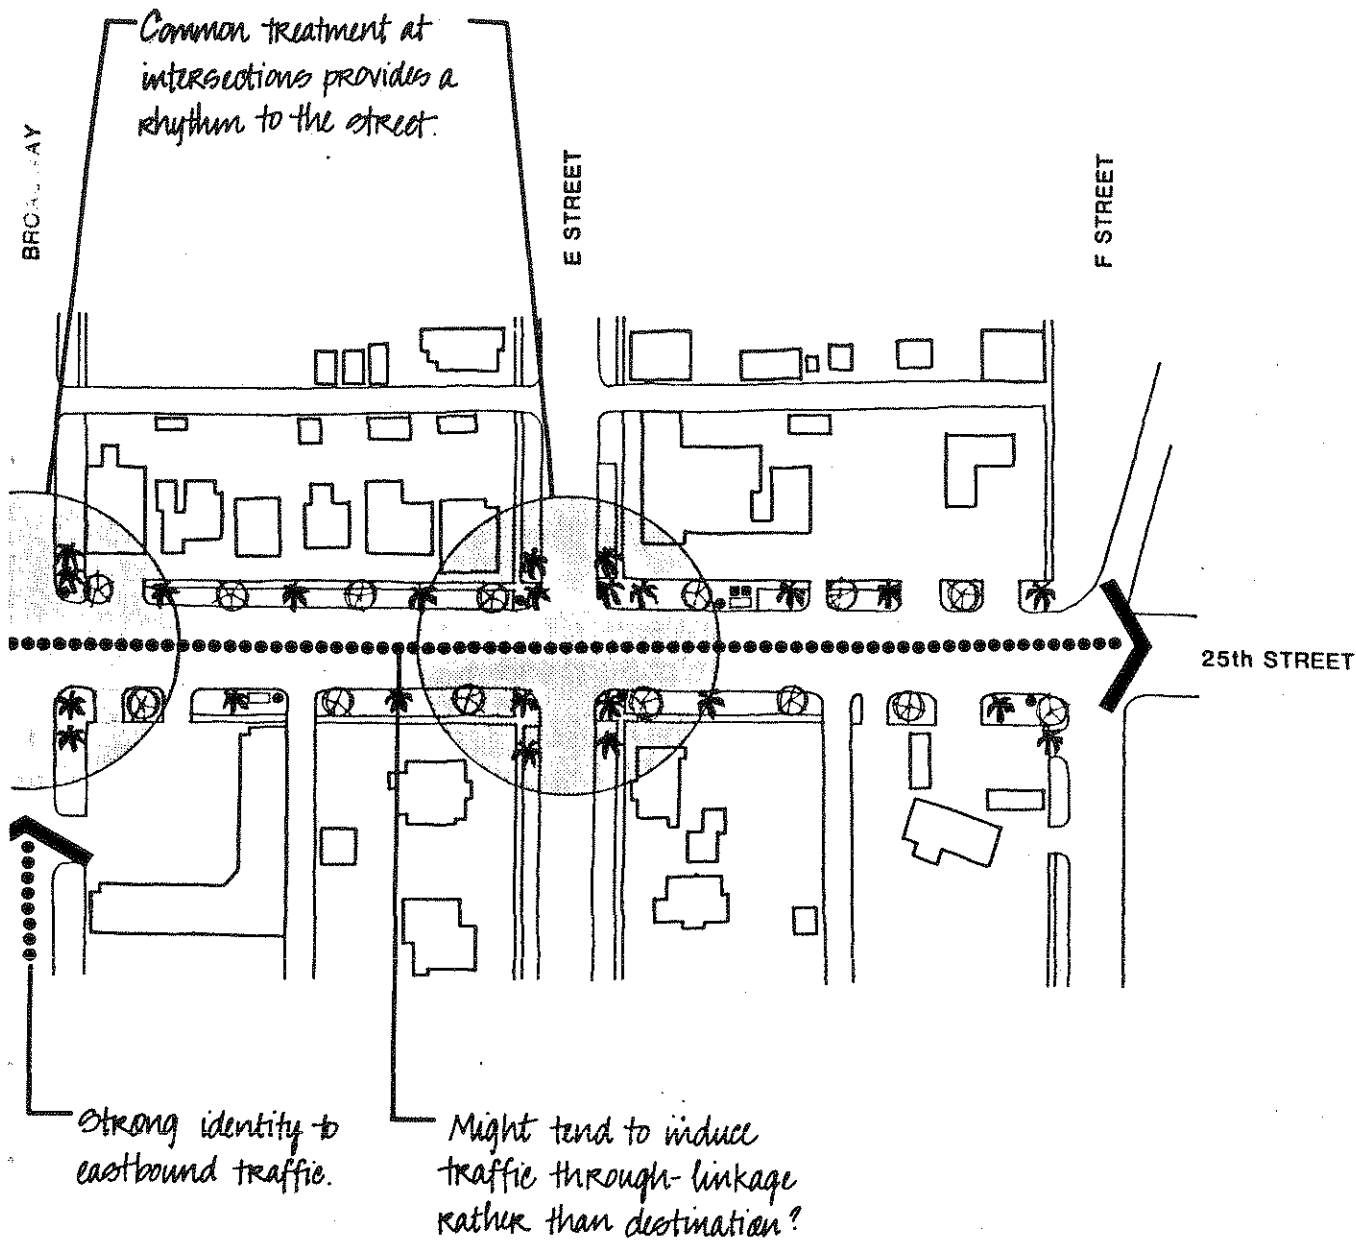 Common treatment at
intersections provides a
rhythm to the street.
E STREET
F STREET
25th STREET
Strong identity to
eastbound traffic.
Might tend to induce
traffic through-linkage
rather than destination?